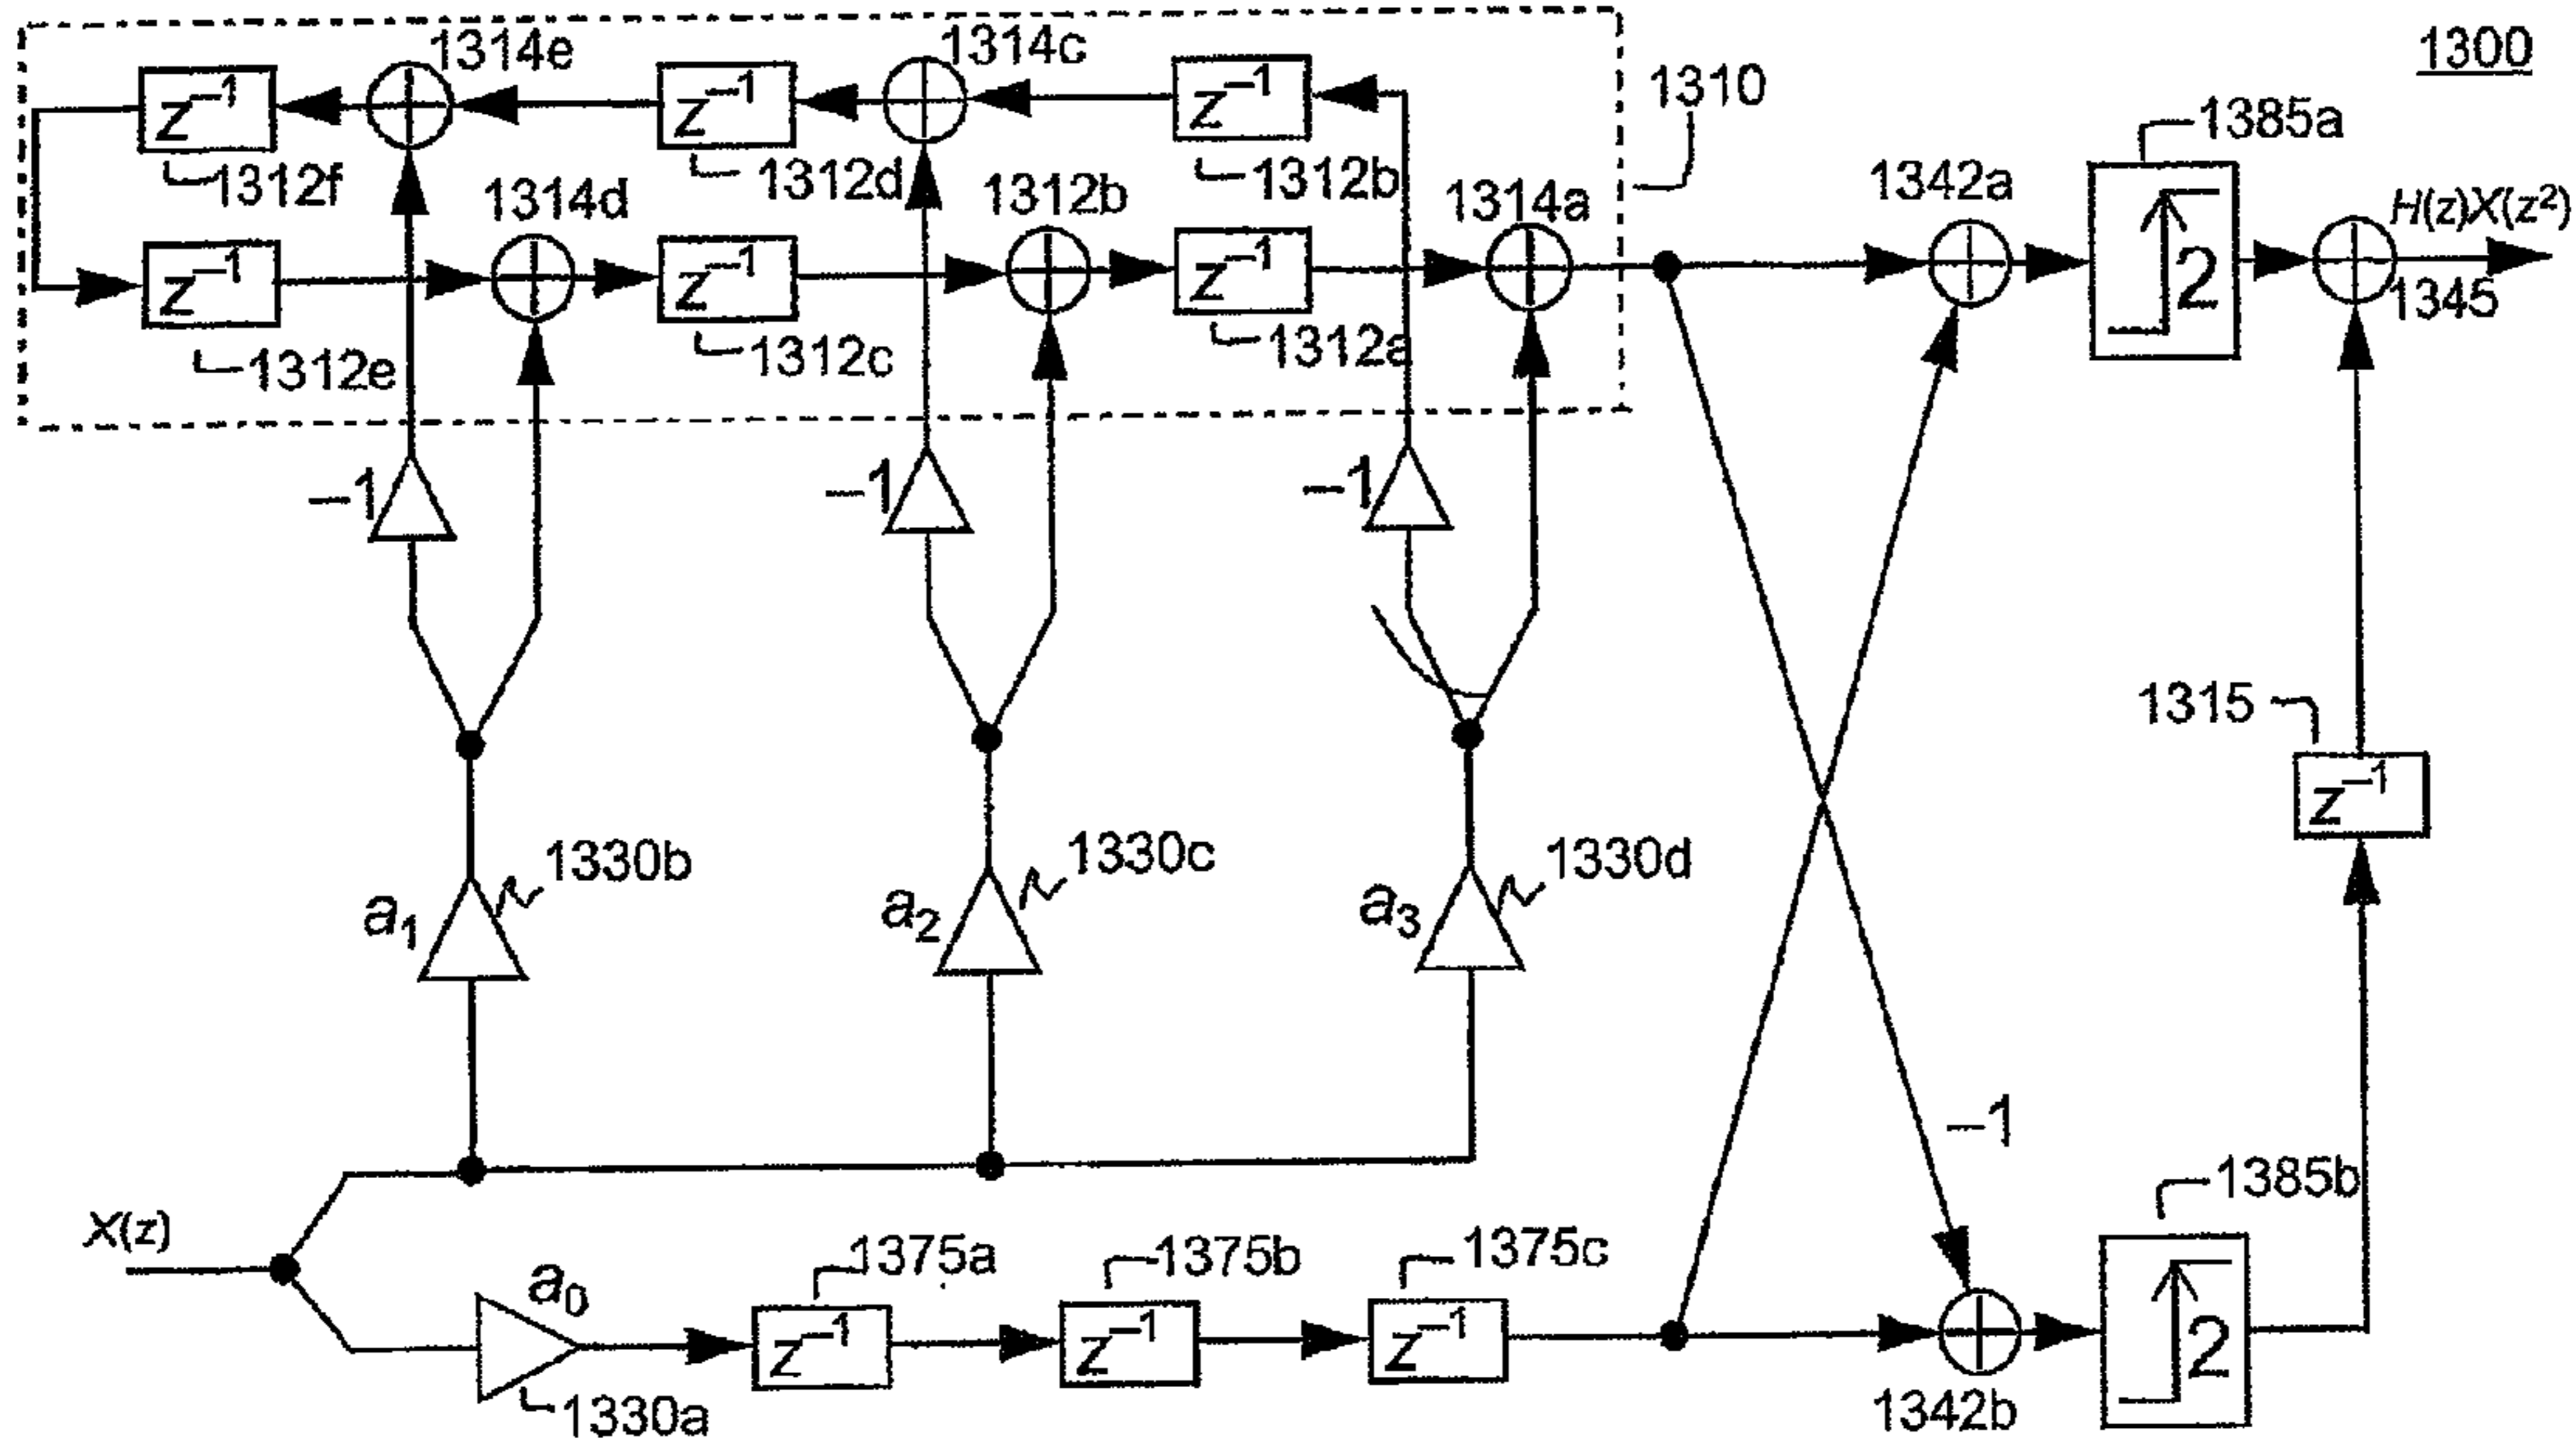 1300
1314e
1314c
1310
1385a
z⁻¹
z⁻¹
z⁻¹
1312f
1314d
1312d
1312b
1312b
1314a
1342a
2
H(z)X(z²)
1345
z⁻¹
z⁻¹
z⁻¹
1312e
1312c
1312a
–1
–1
–1
1315
z⁻¹
a₁
1330b
a₂
1330c
a₃
1330d
–1
1385b
X(z)
a₀
1375a
1375b
1375c
z⁻¹
z⁻¹
z⁻¹
2
1330a
1342b